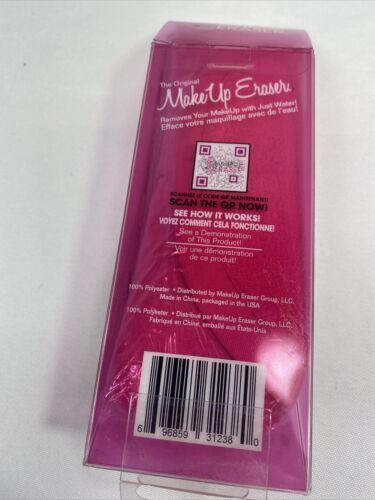 ERASER
The Original
MakeUp Eraser
Removes Your MakeUp with Just Water!
Efface votre maquillage avec de l'eau!
SCANNEZ LE CODE QR MAINTENANT!
SCAN THE QR NOW!
SEE HOW IT WORKS!
VOYEZ COMMENT CELA FONCTIONNE!
See a Demonstration
of This Product!
Voir une démonstration
de ce produit!
100% Polyester • Distributed by MakeUp Eraser Group, LLC.
Made in China, packaged in the USA
100% Polyester • Distribué par MakeUp Eraser Group, LLC.
Fabriqué en Chine, emballé aux États-Unis
6 96859 31238 0